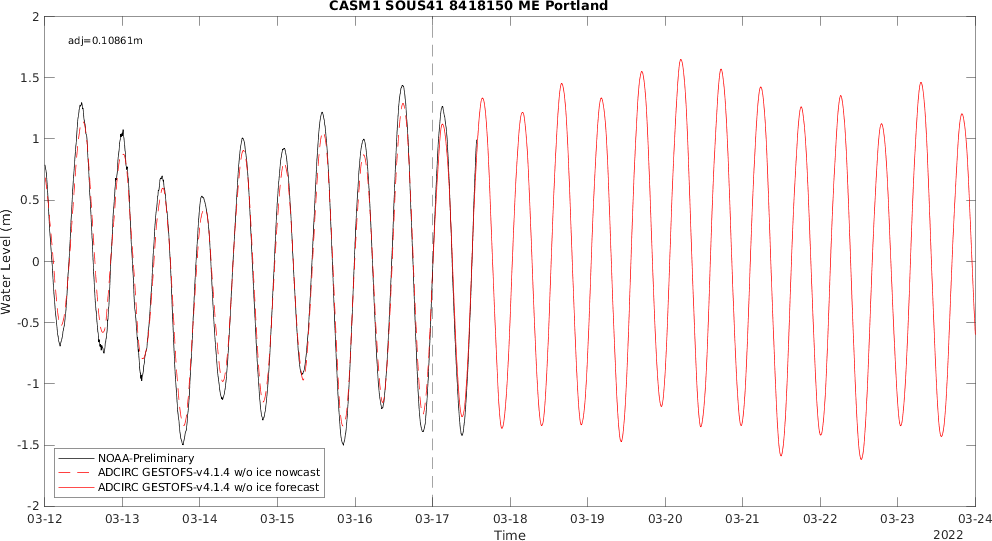 CASM1 SOUS41 8418150 ME Portland
adj=0.10861m
2
1.5
1
0.5
0
-0.5
-1
-1.5
-2
Water Level (m)
NOAA-Preliminary
ADCIRC GESTOFS-v4.1.4 w/o ice nowcast
ADCIRC GESTOFS-v4.1.4 w/o ice forecast
03-12 03-13 03-14 03-15 03-16 03-17 03-18 03-19 03-20 03-21 03-22 03-23 03-24
Time
2022